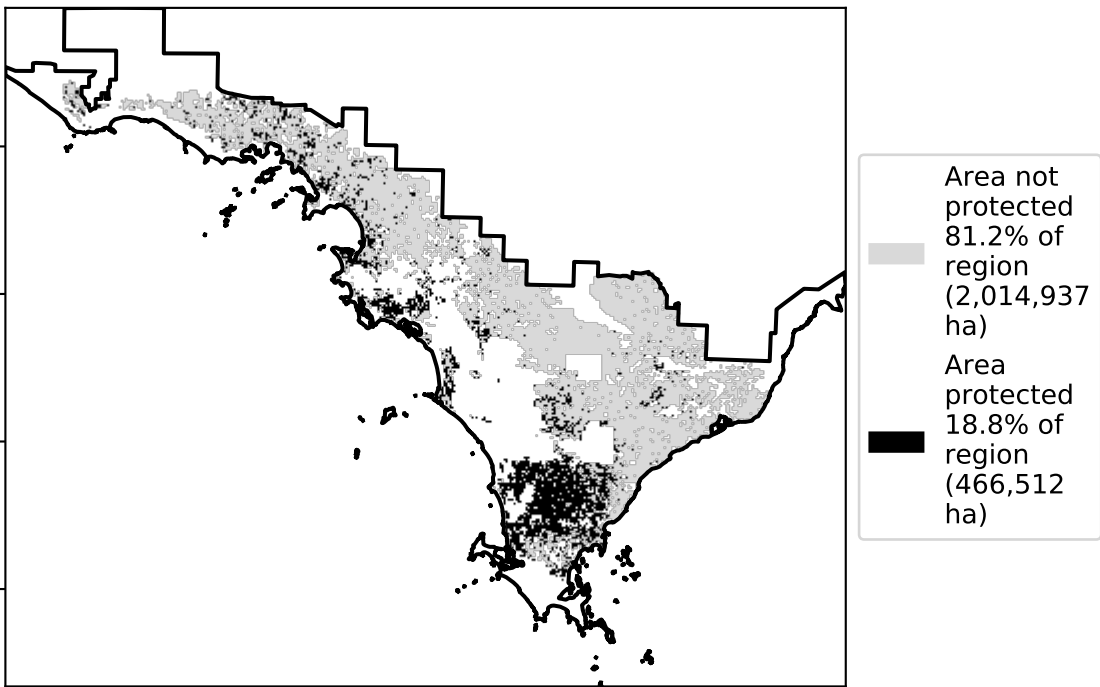 Area not
protected
81.2% of
region
(2,014,937
ha)
Area
protected
18.8% of
region
(466,512
ha)